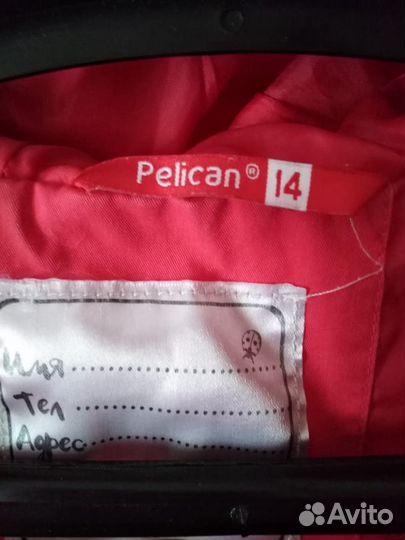 Pelican® 14
Имя
Тел
Адрес
Avito